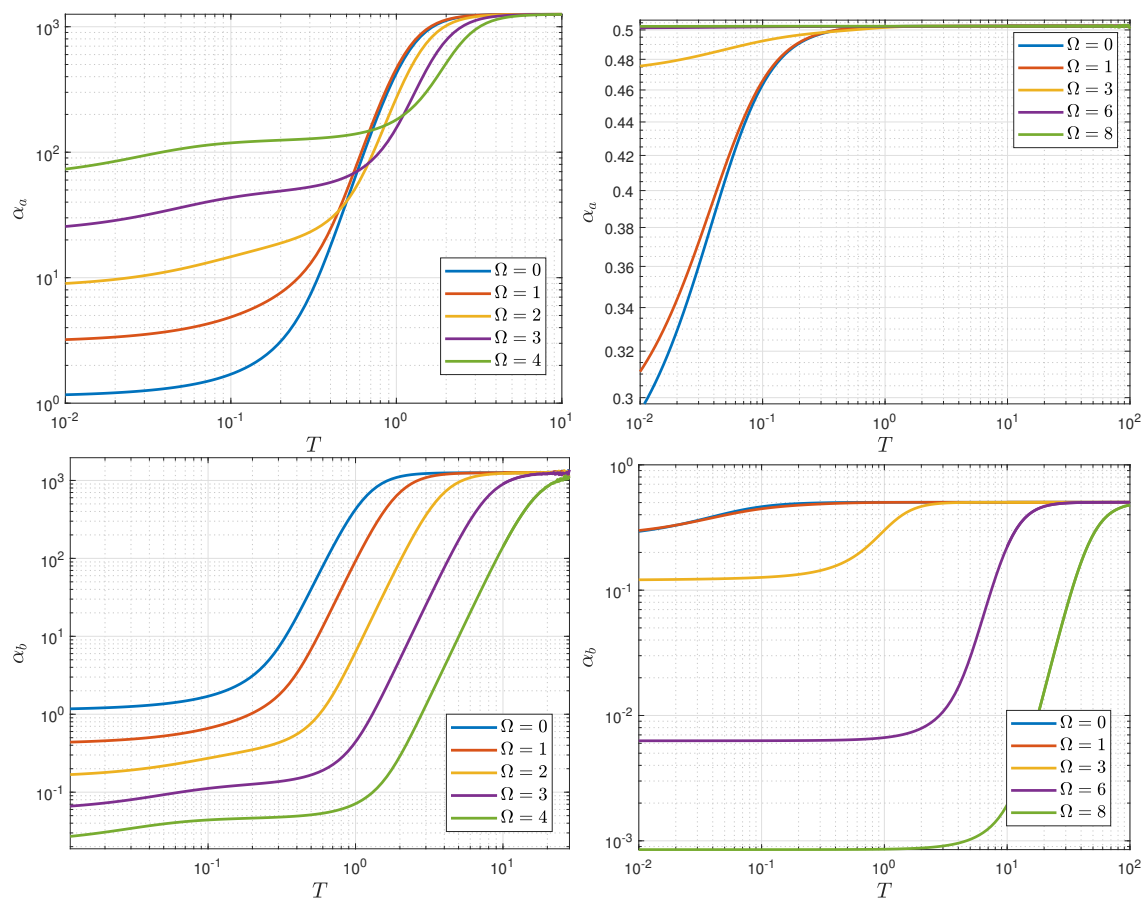 10^3
10^2
10^1
10^0
α_a
10^-2
10^-1
10^0
10^1
T
Ω = 0
Ω = 1
Ω = 2
Ω = 3
Ω = 4
0.5
0.48
0.46
0.44
0.42
0.4
0.38
0.36
0.34
0.32
0.3
α_a
10^-2
10^-1
10^0
10^1
10^2
T
Ω = 0
Ω = 1
Ω = 3
Ω = 6
Ω = 8
10^3
10^2
10^1
10^0
10^-1
α_b
10^-1
10^0
10^1
T
Ω = 0
Ω = 1
Ω = 2
Ω = 3
Ω = 4
10^0
10^-1
10^-2
10^-3
α_b
10^-2
10^-1
10^0
10^1
10^2
T
Ω = 0
Ω = 1
Ω = 3
Ω = 6
Ω = 8